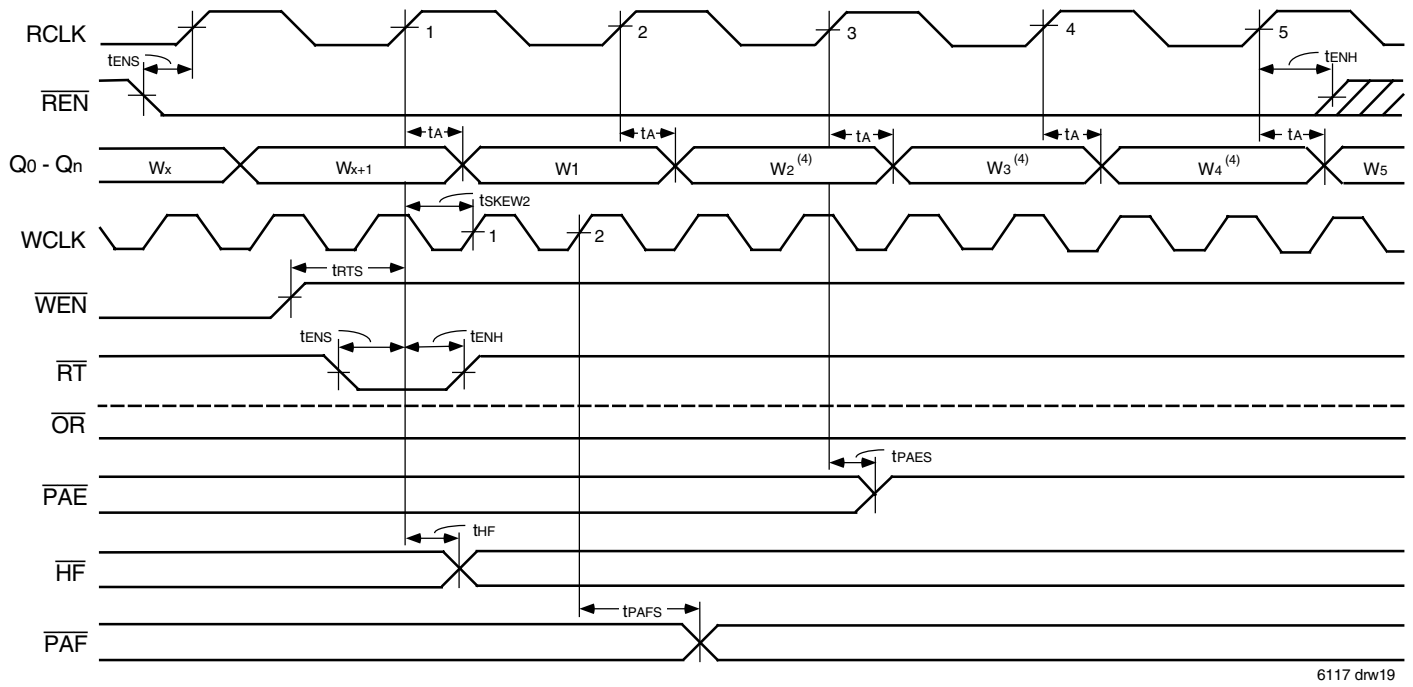 RCLK
1
2
3
4
5
tENS
tENH
REN
tA
tA
tA
tA
tA
Q0 - Qn
Wx
Wx+1
W1
W2 (4)
W3 (4)
W4 (4)
W5
tSKEW2
WCLK
1
2
tRTS
WEN
tENS
tENH
RT
OR
tPAES
PAE
tHF
HF
tPAFS
PAF
6117 drw19